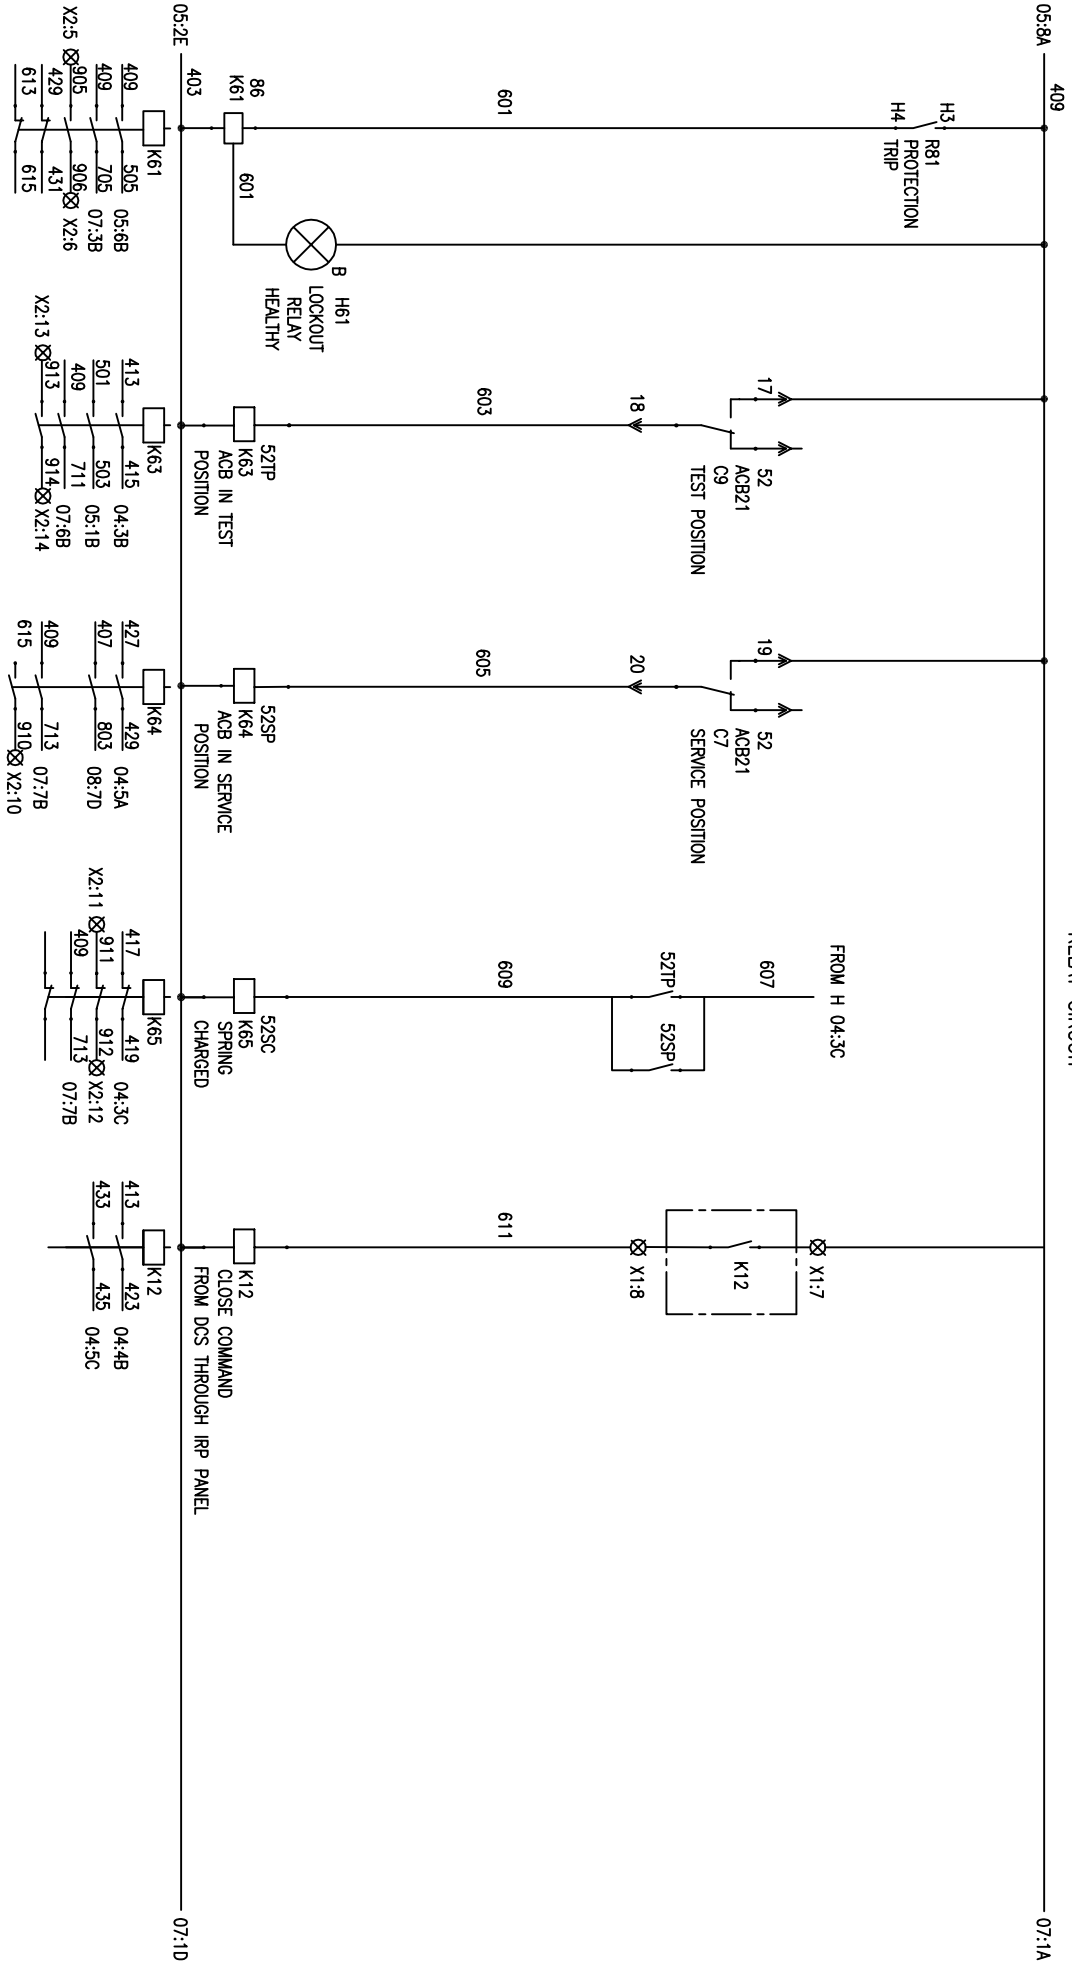 05:8A
409
07:1A
H3
R81
H4
PROTECTION
TRIP
FROM H 04:3C
X1:7
17
52
ACB21
C9
TEST POSITION
19
52
ACB21
C7
SERVICE POSITION
607
52TP
52SP
K12
X1:8
18
20
601
603
605
609
611
B
H61
LOCKOUT
RELAY
HEALTHY
601
86
K61
52TP
K63
ACB IN TEST
POSITION
52SP
K64
ACB IN SERVICE
POSITION
52SC
K65
SPRING
CHARGED
K12
CLOSE COMMAND
FROM DCS THROUGH IRP PANEL
05:2E
403
07:1D
K61
409 505 05:6B
409 705 07:3B
X2:5 905 906 X2:6
429 431
613 615
K63
413 415 04:3B
501 503 05:1B
409 711 07:6B
X2:13 913 914 X2:14
K64
427 429 04:5A
407 803 08:7D
409 713 07:7B
615 910 X2:10
K65
417 419 04:3C
X2:11 911 912 X2:12
409 713 07:7B
K12
413 423 04:4B
433 435 04:5C